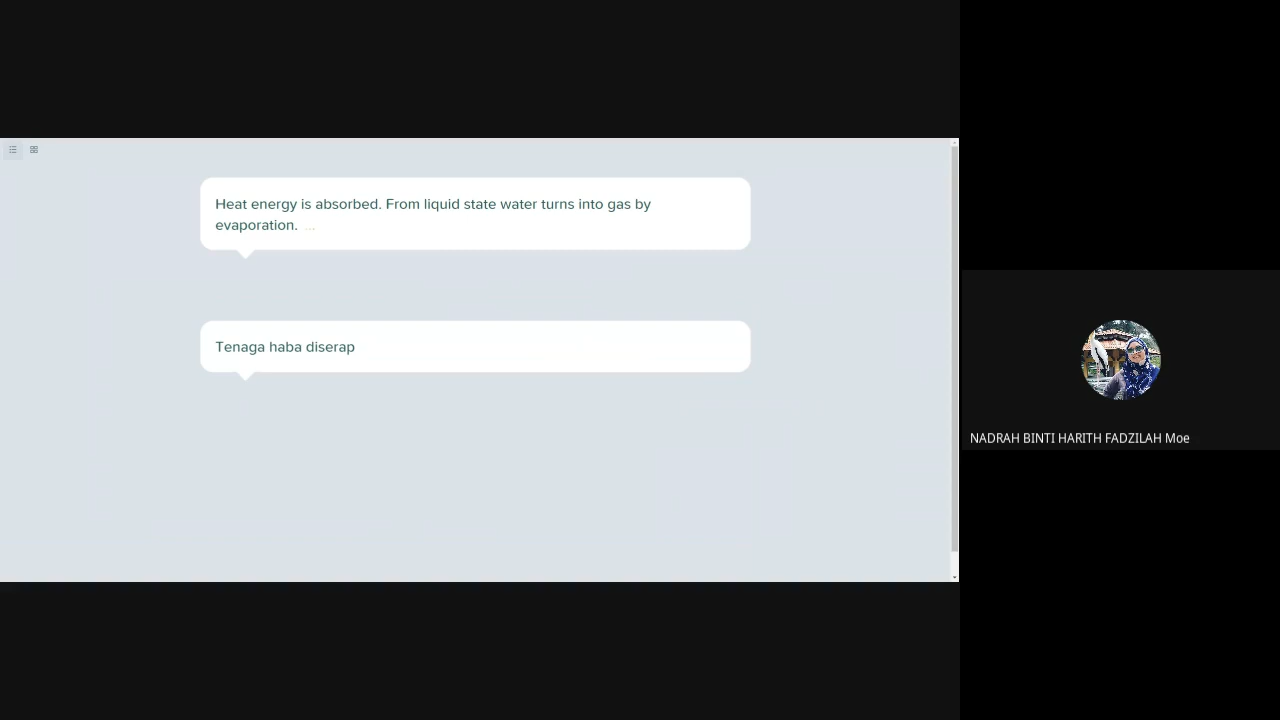 Heat energy is absorbed. From liquid state water turns into gas by
evaporation. ...
Tenaga haba diserap
NADRAH BINTI HARITH FADZILAH Moe